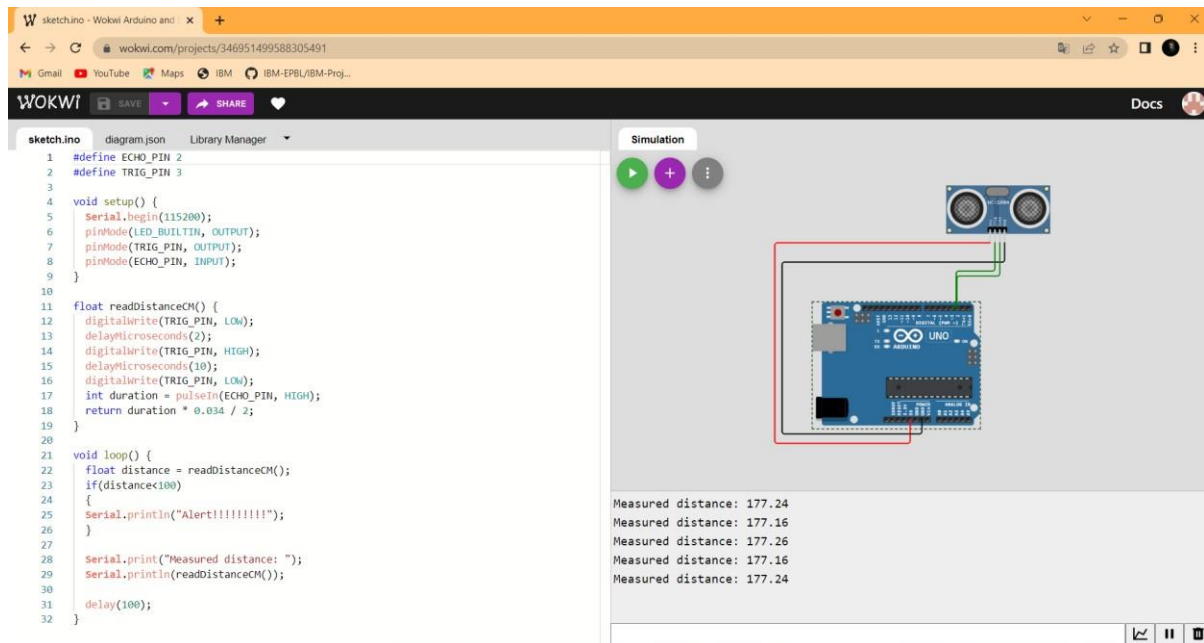 sketch.ino - Wokwi Arduino and
wokwi.com/projects/346951499588305491
Gmail YouTube Maps IBM IBM-EPBL/IBM-Proj...
WOKWi SAVE SHARE Docs
sketch.ino diagram.json Library Manager
Simulation
1 #define ECHO_PIN 2
2 #define TRIG_PIN 3
3
4 void setup() {
5 Serial.begin(115200);
6 pinMode(LED_BUILTIN, OUTPUT);
7 pinMode(TRIG_PIN, OUTPUT);
8 pinMode(ECHO_PIN, INPUT);
9 }
10
11 float readDistanceCM() {
12 digitalWrite(TRIG_PIN, LOW);
13 delayMicroseconds(2);
14 digitalWrite(TRIG_PIN, HIGH);
15 delayMicroseconds(10);
16 digitalWrite(TRIG_PIN, LOW);
17 int duration = pulseIn(ECHO_PIN, HIGH);
18 return duration * 0.034 / 2;
19 }
20
21 void loop() {
22 float distance = readDistanceCM();
23 if(distance<100)
24 {
25 Serial.println("Alert!!!!!!!!!");
26 }
27
28 Serial.print("Measured distance: ");
29 Serial.println(readDistanceCM());
30
31 delay(100);
32 }
UNO
ARDUINO
Measured distance: 177.24
Measured distance: 177.16
Measured distance: 177.26
Measured distance: 177.16
Measured distance: 177.24